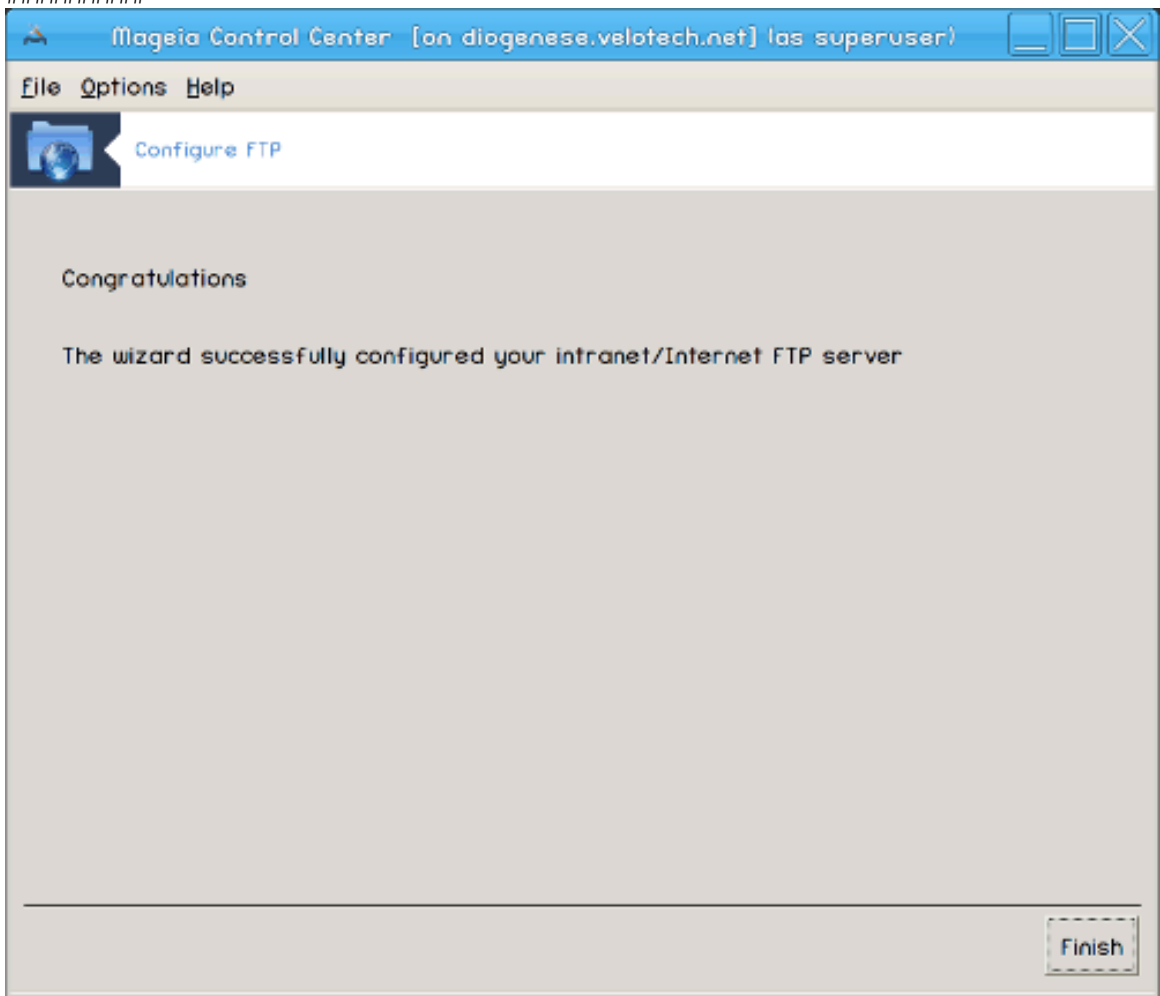 Mageia Control Center [on diogenese.velotech.net] (as superuser)
File Options Help
Configure FTP
Congratulations
The wizard successfully configured your intranet/Internet FTP server
Finish